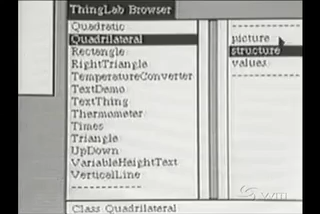 ThingLab Browser
Quadratic
Quadrilateral
Rectangle
RightTriangle
TemperatureConverter
TextDemo
TextThing
Thermometer
Times
Triangle
UpDown
VariableHeightText
VerticalLine
--------------
picture
structure
values
Class Quadrilateral